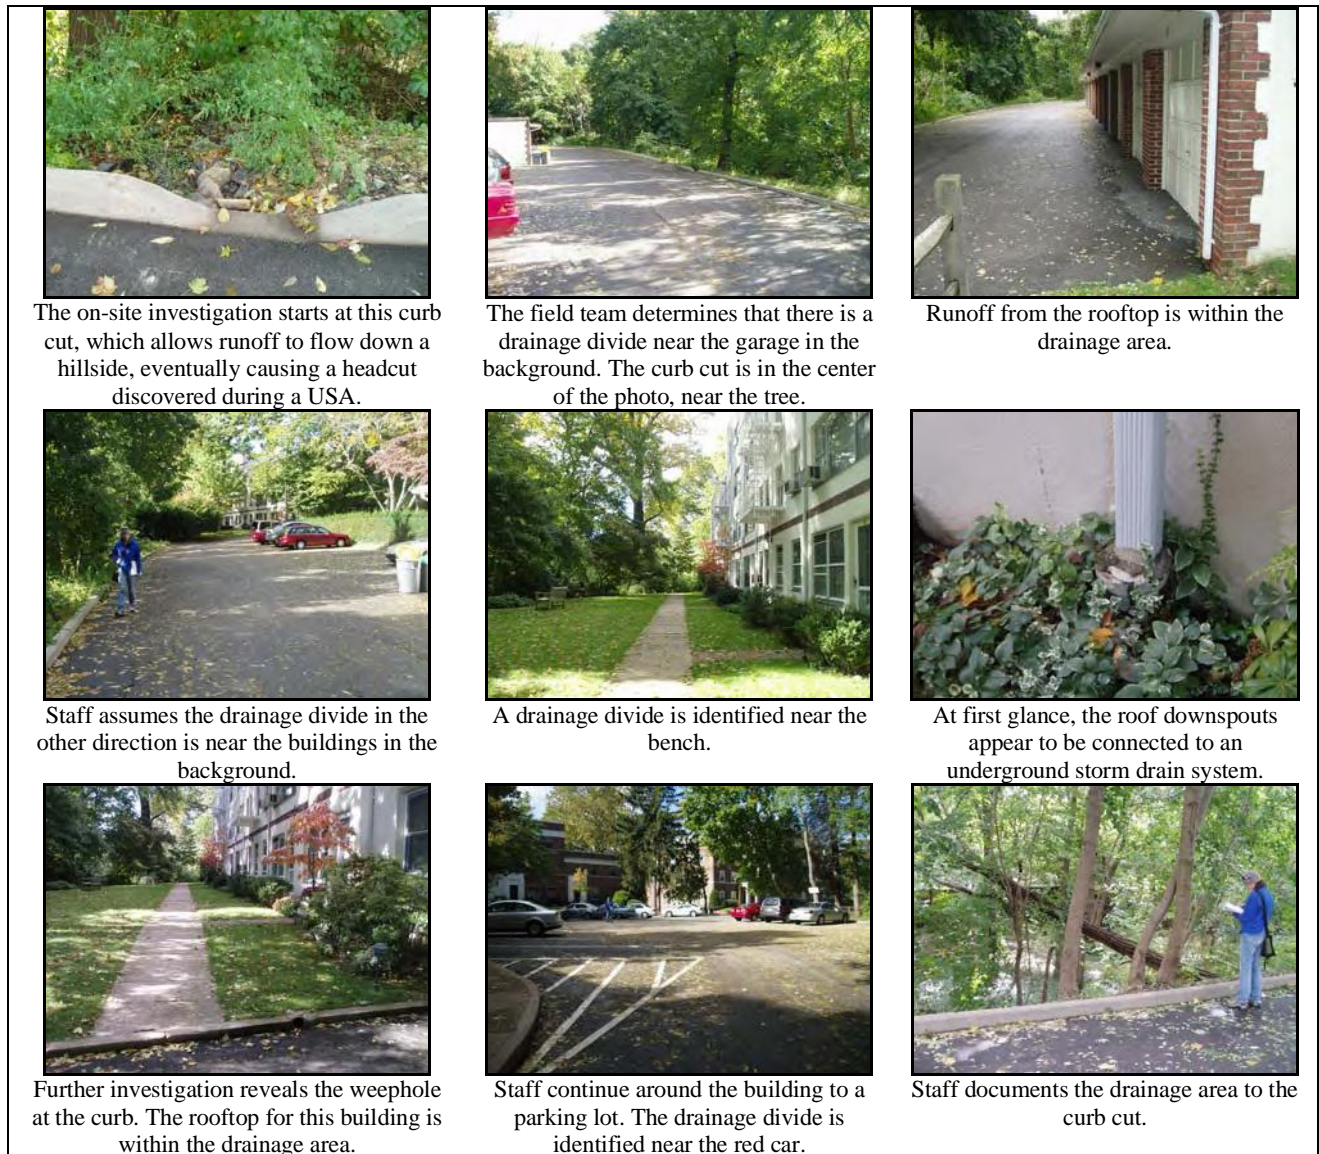 The on-site investigation starts at this curb
cut, which allows runoff to flow down a
hillside, eventually causing a headcut
discovered during a USA.
The field team determines that there is a
drainage divide near the garage in the
background. The curb cut is in the center
of the photo, near the tree.
Runoff from the rooftop is within the
drainage area.
Staff assumes the drainage divide in the
other direction is near the buildings in the
background.
A drainage divide is identified near the
bench.
At first glance, the roof downspouts
appear to be connected to an
underground storm drain system.
Further investigation reveals the weephole
at the curb. The rooftop for this building is
within the drainage area.
Staff continue around the building to a
parking lot. The drainage divide is
identified near the red car.
Staff documents the drainage area to the
curb cut.